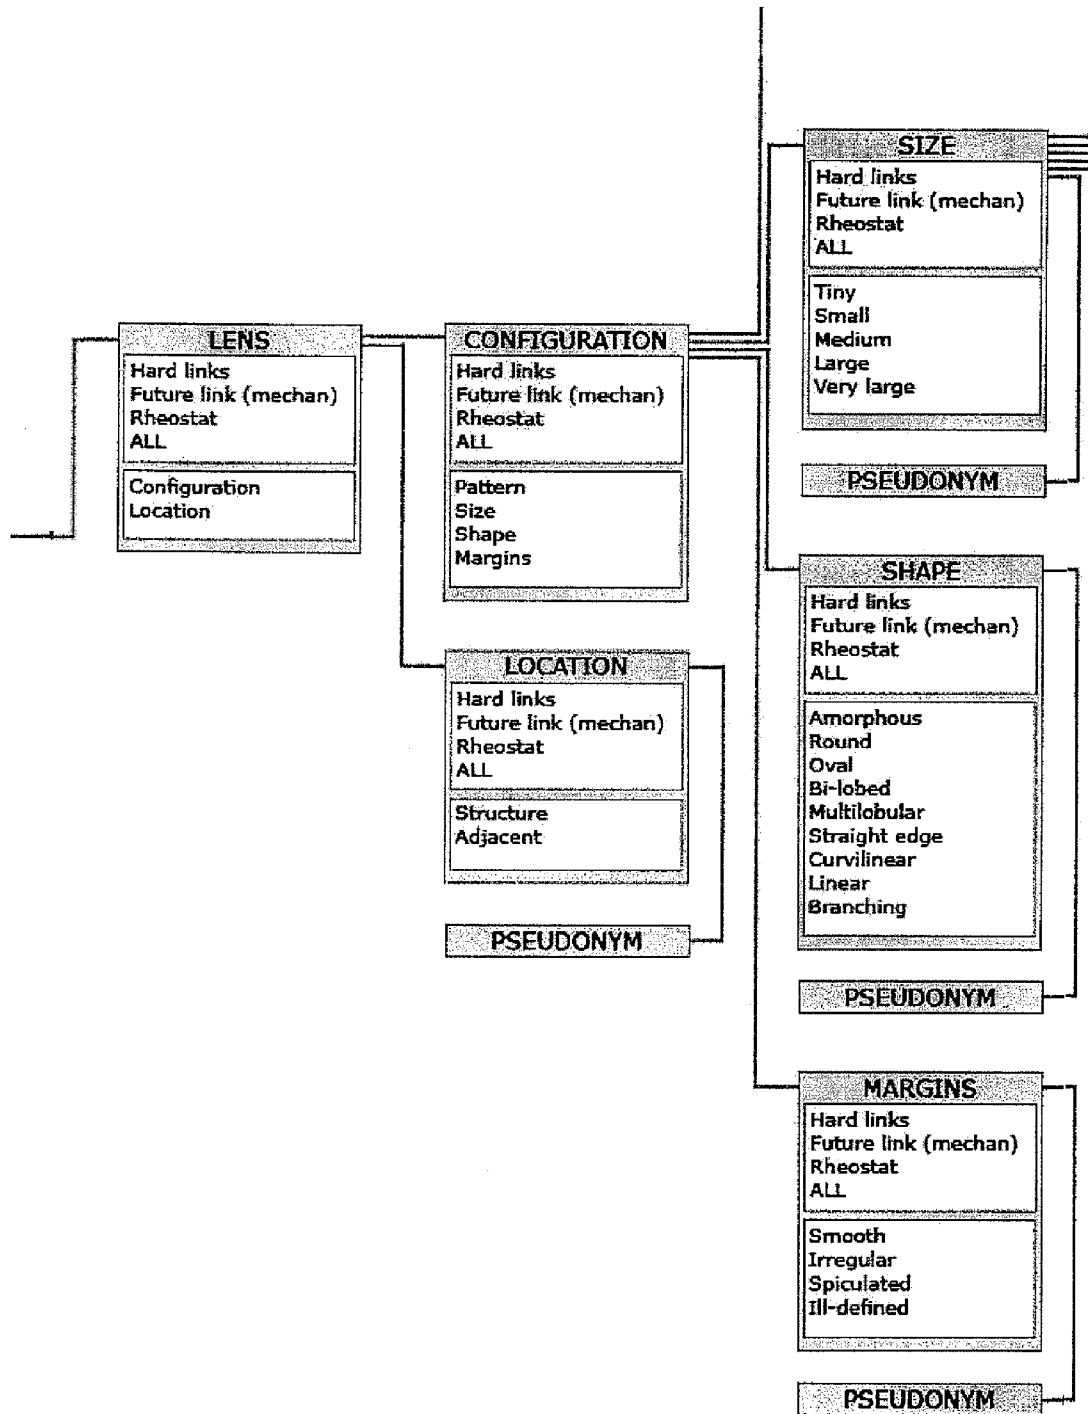 LENS
Hard links
Future link (mechan)
Rheostat
ALL
Configuration
Location
CONFIGURATION
Hard links
Future link (mechan)
Rheostat
ALL
Pattern
Size
Shape
Margins
LOCATION
Hard links
Future link (mechan)
Rheostat
ALL
Structure
Adjacent
PSEUDONYM
SIZE
Hard links
Future link (mechan)
Rheostat
ALL
Tiny
Small
Medium
Large
Very large
PSEUDONYM
SHAPE
Hard links
Future link (mechan)
Rheostat
ALL
Amorphous
Round
Oval
Bi-lobed
Multilobular
Straight edge
Curvilinear
Linear
Branching
PSEUDONYM
MARGINS
Hard links
Future link (mechan)
Rheostat
ALL
Smooth
Irregular
Spiculated
Ill-defined
PSEUDONYM